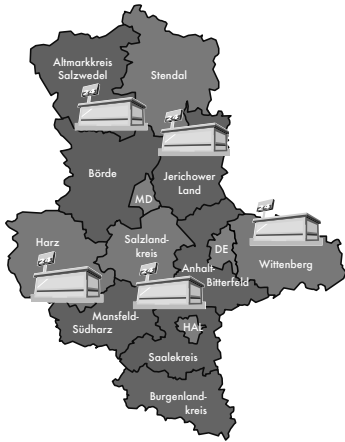 Altmarkkreis
Salzwedel
Stendal
Börde
Jerichower
Land
MD
Harz
Salzland-
kreis
DE
Wittenberg
Anhalt-
Bitterfeld
Mansfeld-
Südharz
HAL
Saalekreis
Burgenland-
kreis